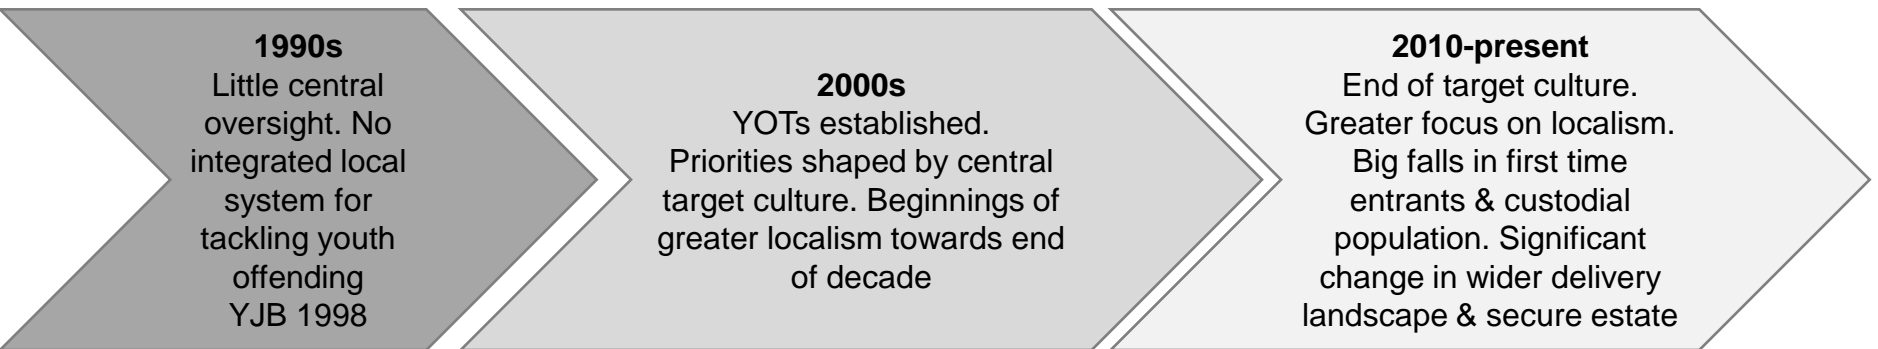 1990s
Little central
oversight. No
integrated local
system for
tackling youth
offending
YJB 1998
2000s
YOTs established.
Priorities shaped by central
target culture. Beginnings of
greater localism towards end
of decade
2010-present
End of target culture.
Greater focus on localism.
Big falls in first time
entrants & custodial
population. Significant
change in wider delivery
landscape & secure estate